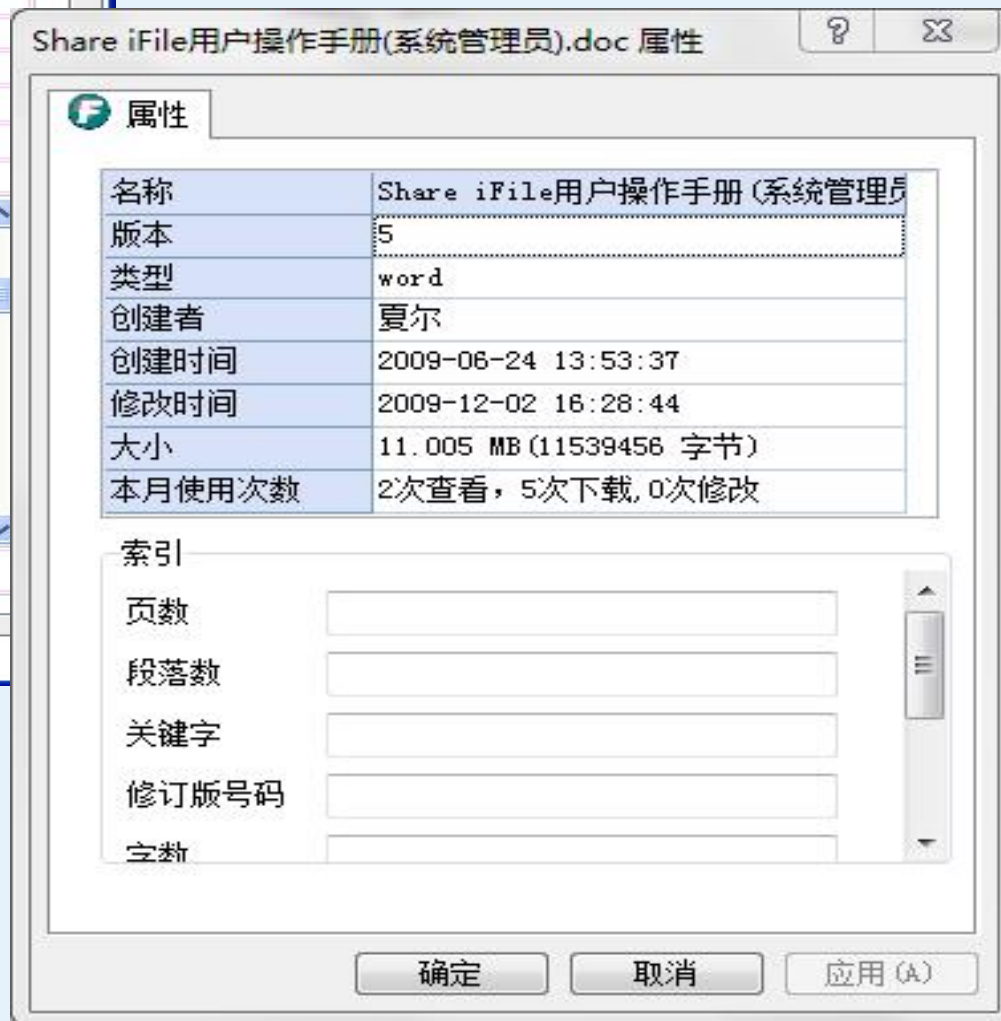 Share iFile用户操作手册(系统管理员).doc 属性
属性
名称 Share iFile用户操作手册(系统管理员
版本 5
类型 word
创建者 夏尔
创建时间 2009-06-24 13:53:37
修改时间 2009-12-02 16:28:44
大小 11.005 MB(11539456 字节)
本月使用次数 2次查看，5次下载,0次修改
索引
页数
段落数
关键字
修订版号码
字数
确定 取消 应用(A)